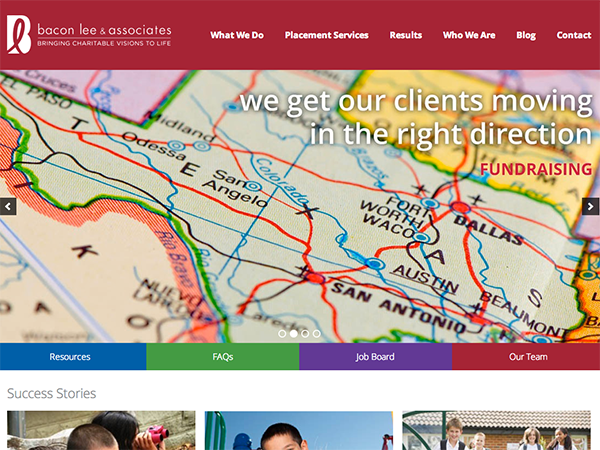 bacon lee & associates
BRINGING CHARITABLE VISIONS TO LIFE
What We Do Placement Services Results Who We Are Blog Contact
we get our clients moving
in the right direction
FUNDRAISING
EL PASO
Midland
Odessa
San
Angelo
Colorado
Brazos
TEXAS
FORT
WORTH
DALLAS
WACO
AUSTIN
BEAUMONT
SAN ANTONIO
Rio Bravo
NUEVO
Resources FAQs Job Board Our Team
Success Stories